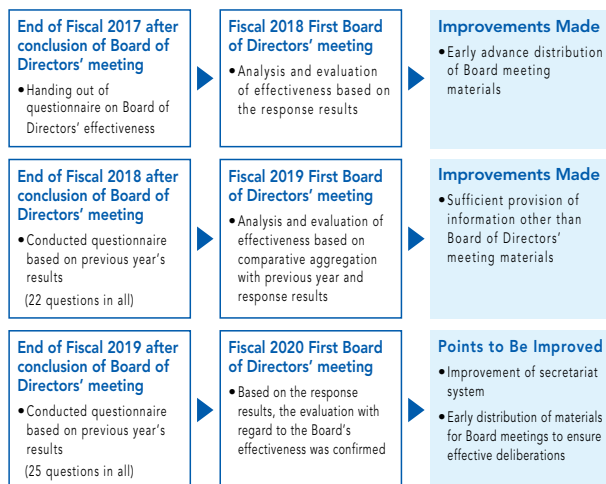 End of Fiscal 2017 after
conclusion of Board of
Directors’ meeting
•Handing out of
questionnaire on Board of
Directors’ effectiveness
Fiscal 2018 First Board
of Directors’ meeting
•Analysis and evaluation
of effectiveness based on
the response results
Improvements Made
•Early advance distribution
of Board meeting
materials
End of Fiscal 2018 after
conclusion of Board of
Directors’ meeting
•Conducted questionnaire
based on previous year’s
results
(22 questions in all)
Fiscal 2019 First Board
of Directors’ meeting
•Analysis and evaluation of
effectiveness based on
comparative aggregation
with previous year and
response results
Improvements Made
•Sufficient provision of
information other than
Board of Directors’
meeting materials
End of Fiscal 2019 after
conclusion of Board of
Directors’ meeting
•Conducted questionnaire
based on previous year’s
results
(25 questions in all)
Fiscal 2020 First Board
of Directors’ meeting
•Based on the response
results, the evaluation with
regard to the Board’s
effectiveness was confirmed
Points to Be Improved
•Improvement of secretariat
system
•Early distribution of materials
for Board meetings to ensure
effective deliberations